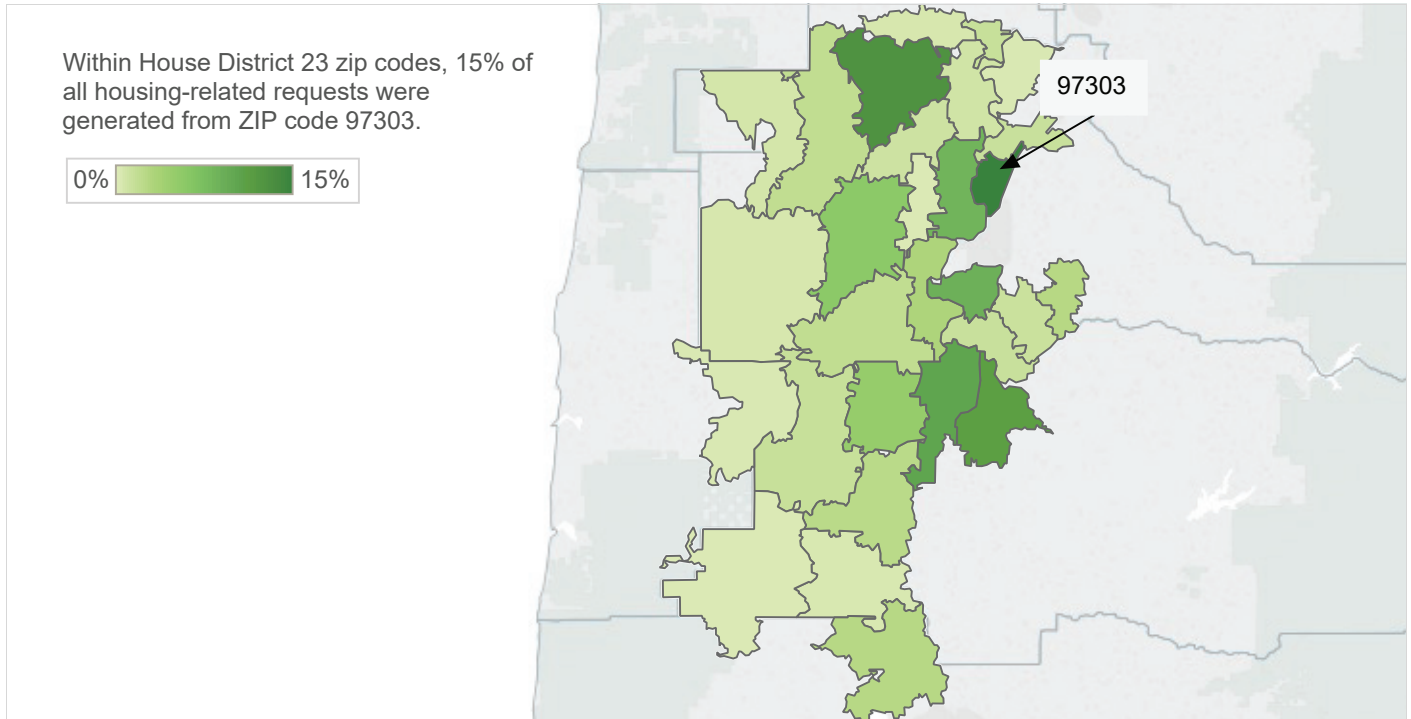 Within House District 23 zip codes, 15% of
all housing-related requests were
generated from ZIP code 97303.
97303
0% 15%